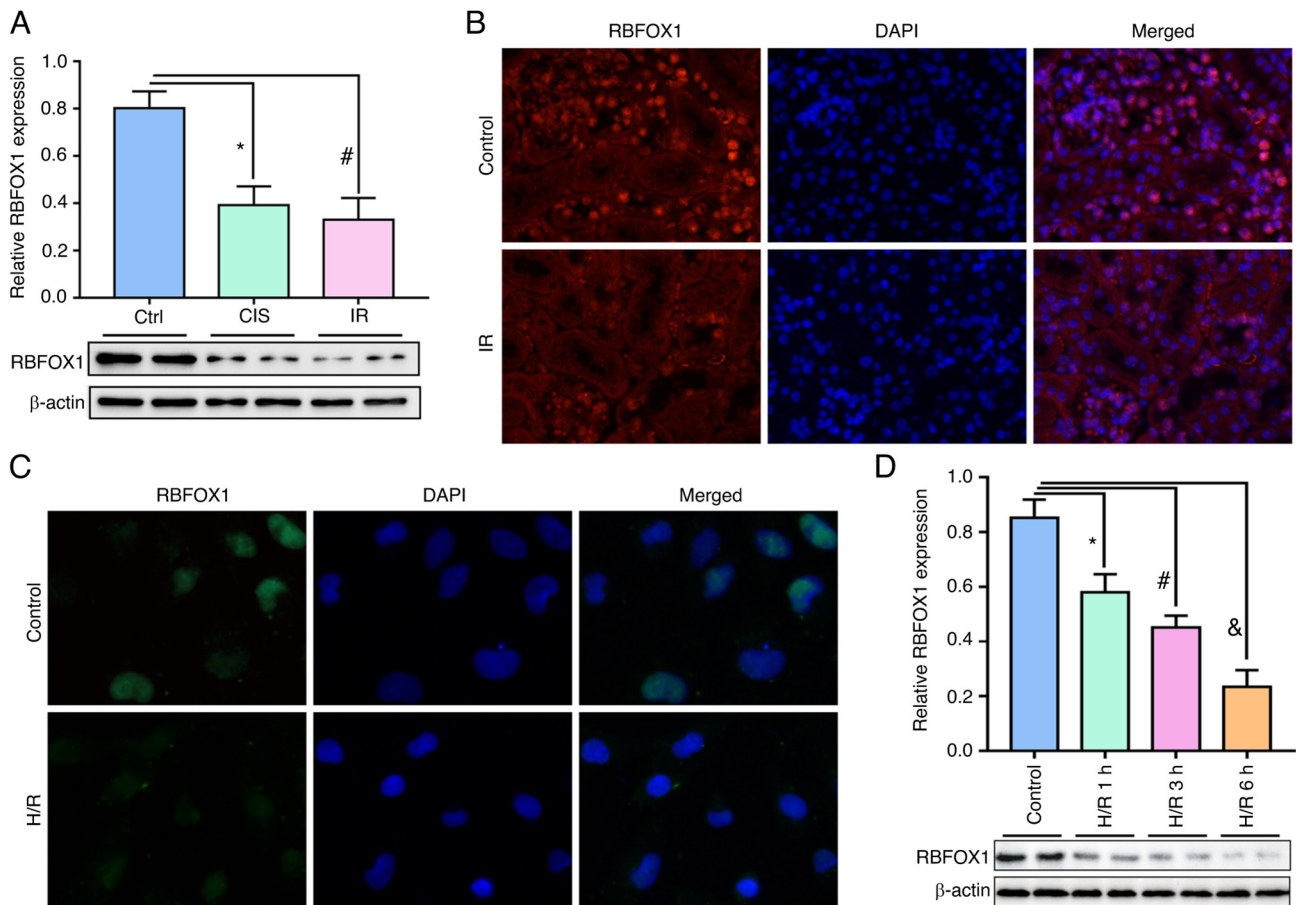 A
Relative RBFOX1 expression
1.0
0.8
0.6
0.4
0.2
0.0
*
#
Ctrl
CIS
IR
RBFOX1
β-actin
B
RBFOX1
DAPI
Merged
Control
IR
C
RBFOX1
DAPI
Merged
Control
H/R
D
Relative RBFOX1 expression
1.0
0.8
0.6
0.4
0.2
0.0
*
#
&
Control
H/R 1 h
H/R 3 h
H/R 6 h
RBFOX1
β-actin